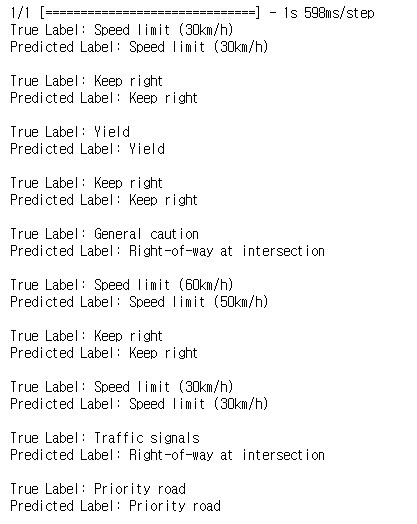 1/1 [==============================] - 1s 598ms/step
True Label: Speed limit (30km/h)
Predicted Label: Speed limit (30km/h)
True Label: Keep right
Predicted Label: Keep right
True Label: Yield
Predicted Label: Yield
True Label: Keep right
Predicted Label: Keep right
True Label: General caution
Predicted Label: Right-of-way at intersection
True Label: Speed limit (60km/h)
Predicted Label: Speed limit (50km/h)
True Label: Keep right
Predicted Label: Keep right
True Label: Speed limit (30km/h)
Predicted Label: Speed limit (30km/h)
True Label: Traffic signals
Predicted Label: Right-of-way at intersection
True Label: Priority road
Predicted Label: Priority road